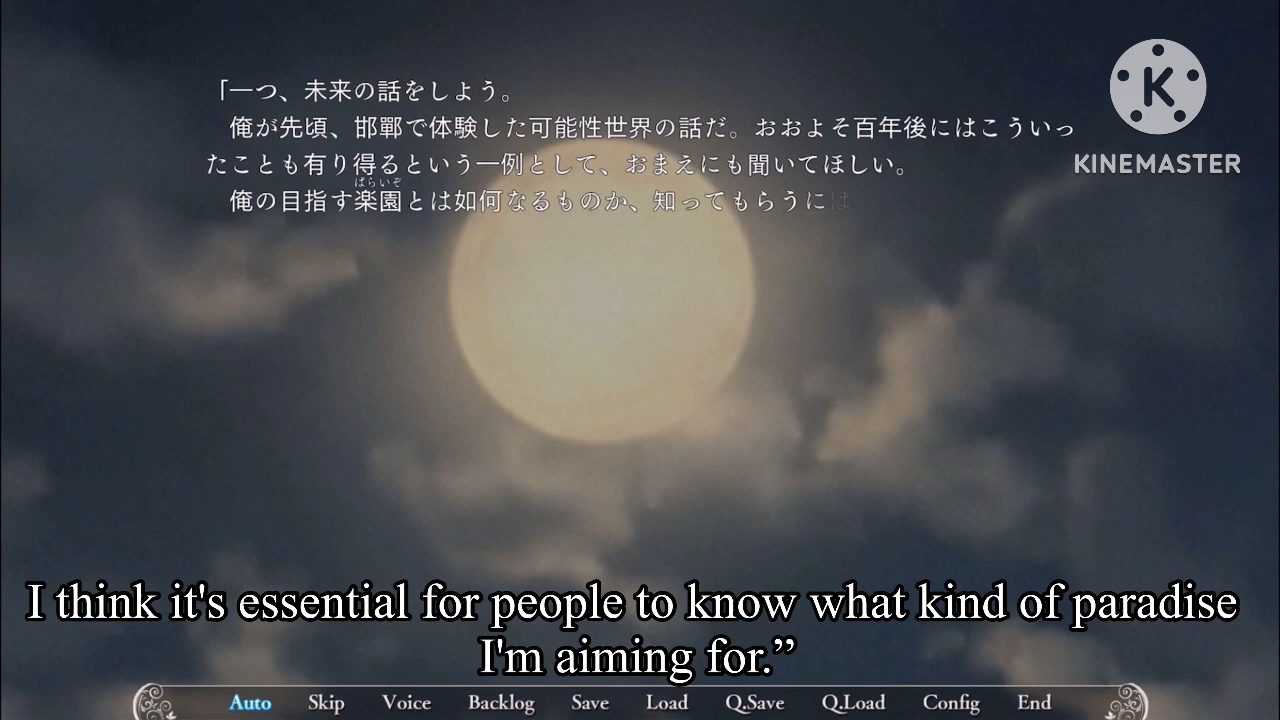 「一つ、未来の話をしよう。
俺が先頃、邯鄲で体験した可能性世界の話だ。おおよそ百年後にはこういっ
たことも有り得るという一例として、おまえにも聞いてほしい。
ぱらいぞ
俺の目指す楽園とは如何なるものか、知ってもらうには
K
KINEMASTER
I think it's essential for people to know what kind of paradise
I'm aiming for.”
Auto Skip Voice Backlog Save Load Q.Save Q.Load Config End